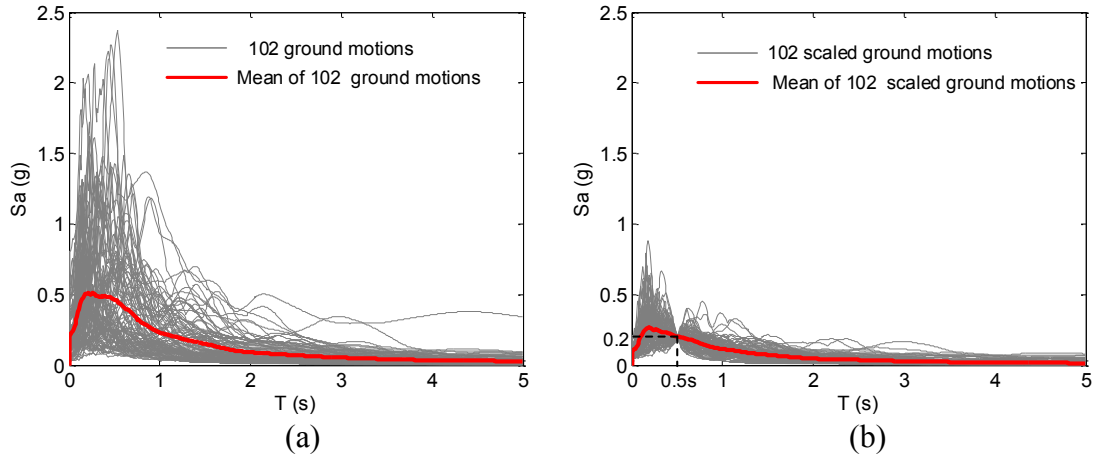 2.5
102 ground motions
Mean of 102 ground motions
2
1.5
Sa (g)
1
0.5
0
0 1 2 3 4 5
T (s)
(a)
2.5
102 scaled ground motions
Mean of 102 scaled ground motions
2
1.5
Sa (g)
1
0.5
0.2
0
0 0.5s 1 2 3 4 5
T (s)
(b)